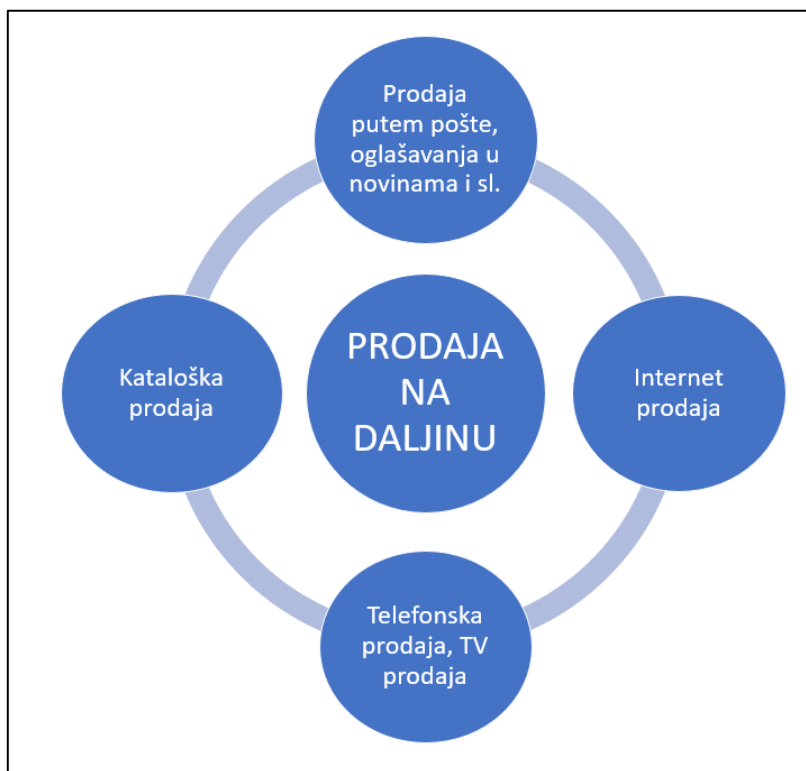 Prodaja
putem pošte,
oglašavanja u
novinama i sl.
Kataloška
prodaja
PRODAJA
NA
DALJINU
Internet
prodaja
Telefonska
prodaja, TV
prodaja